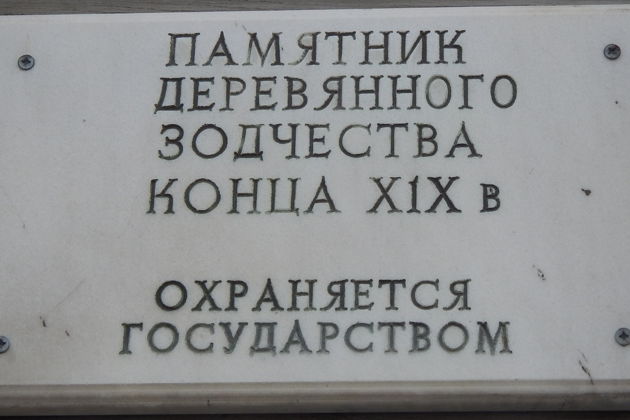 ПАМЯТНИК
ДЕРЕВЯННОГО
ЗОДЧЕСТВА
КОНЦА XIX в
ОХРАНЯЕТСЯ
ГОСУДАРСТВОМ